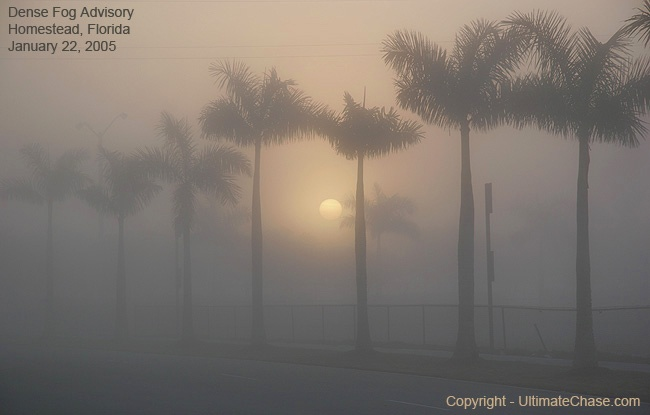 Dense Fog Advisory
Homestead, Florida
January 22, 2005
Copyright - UltimateChase.com